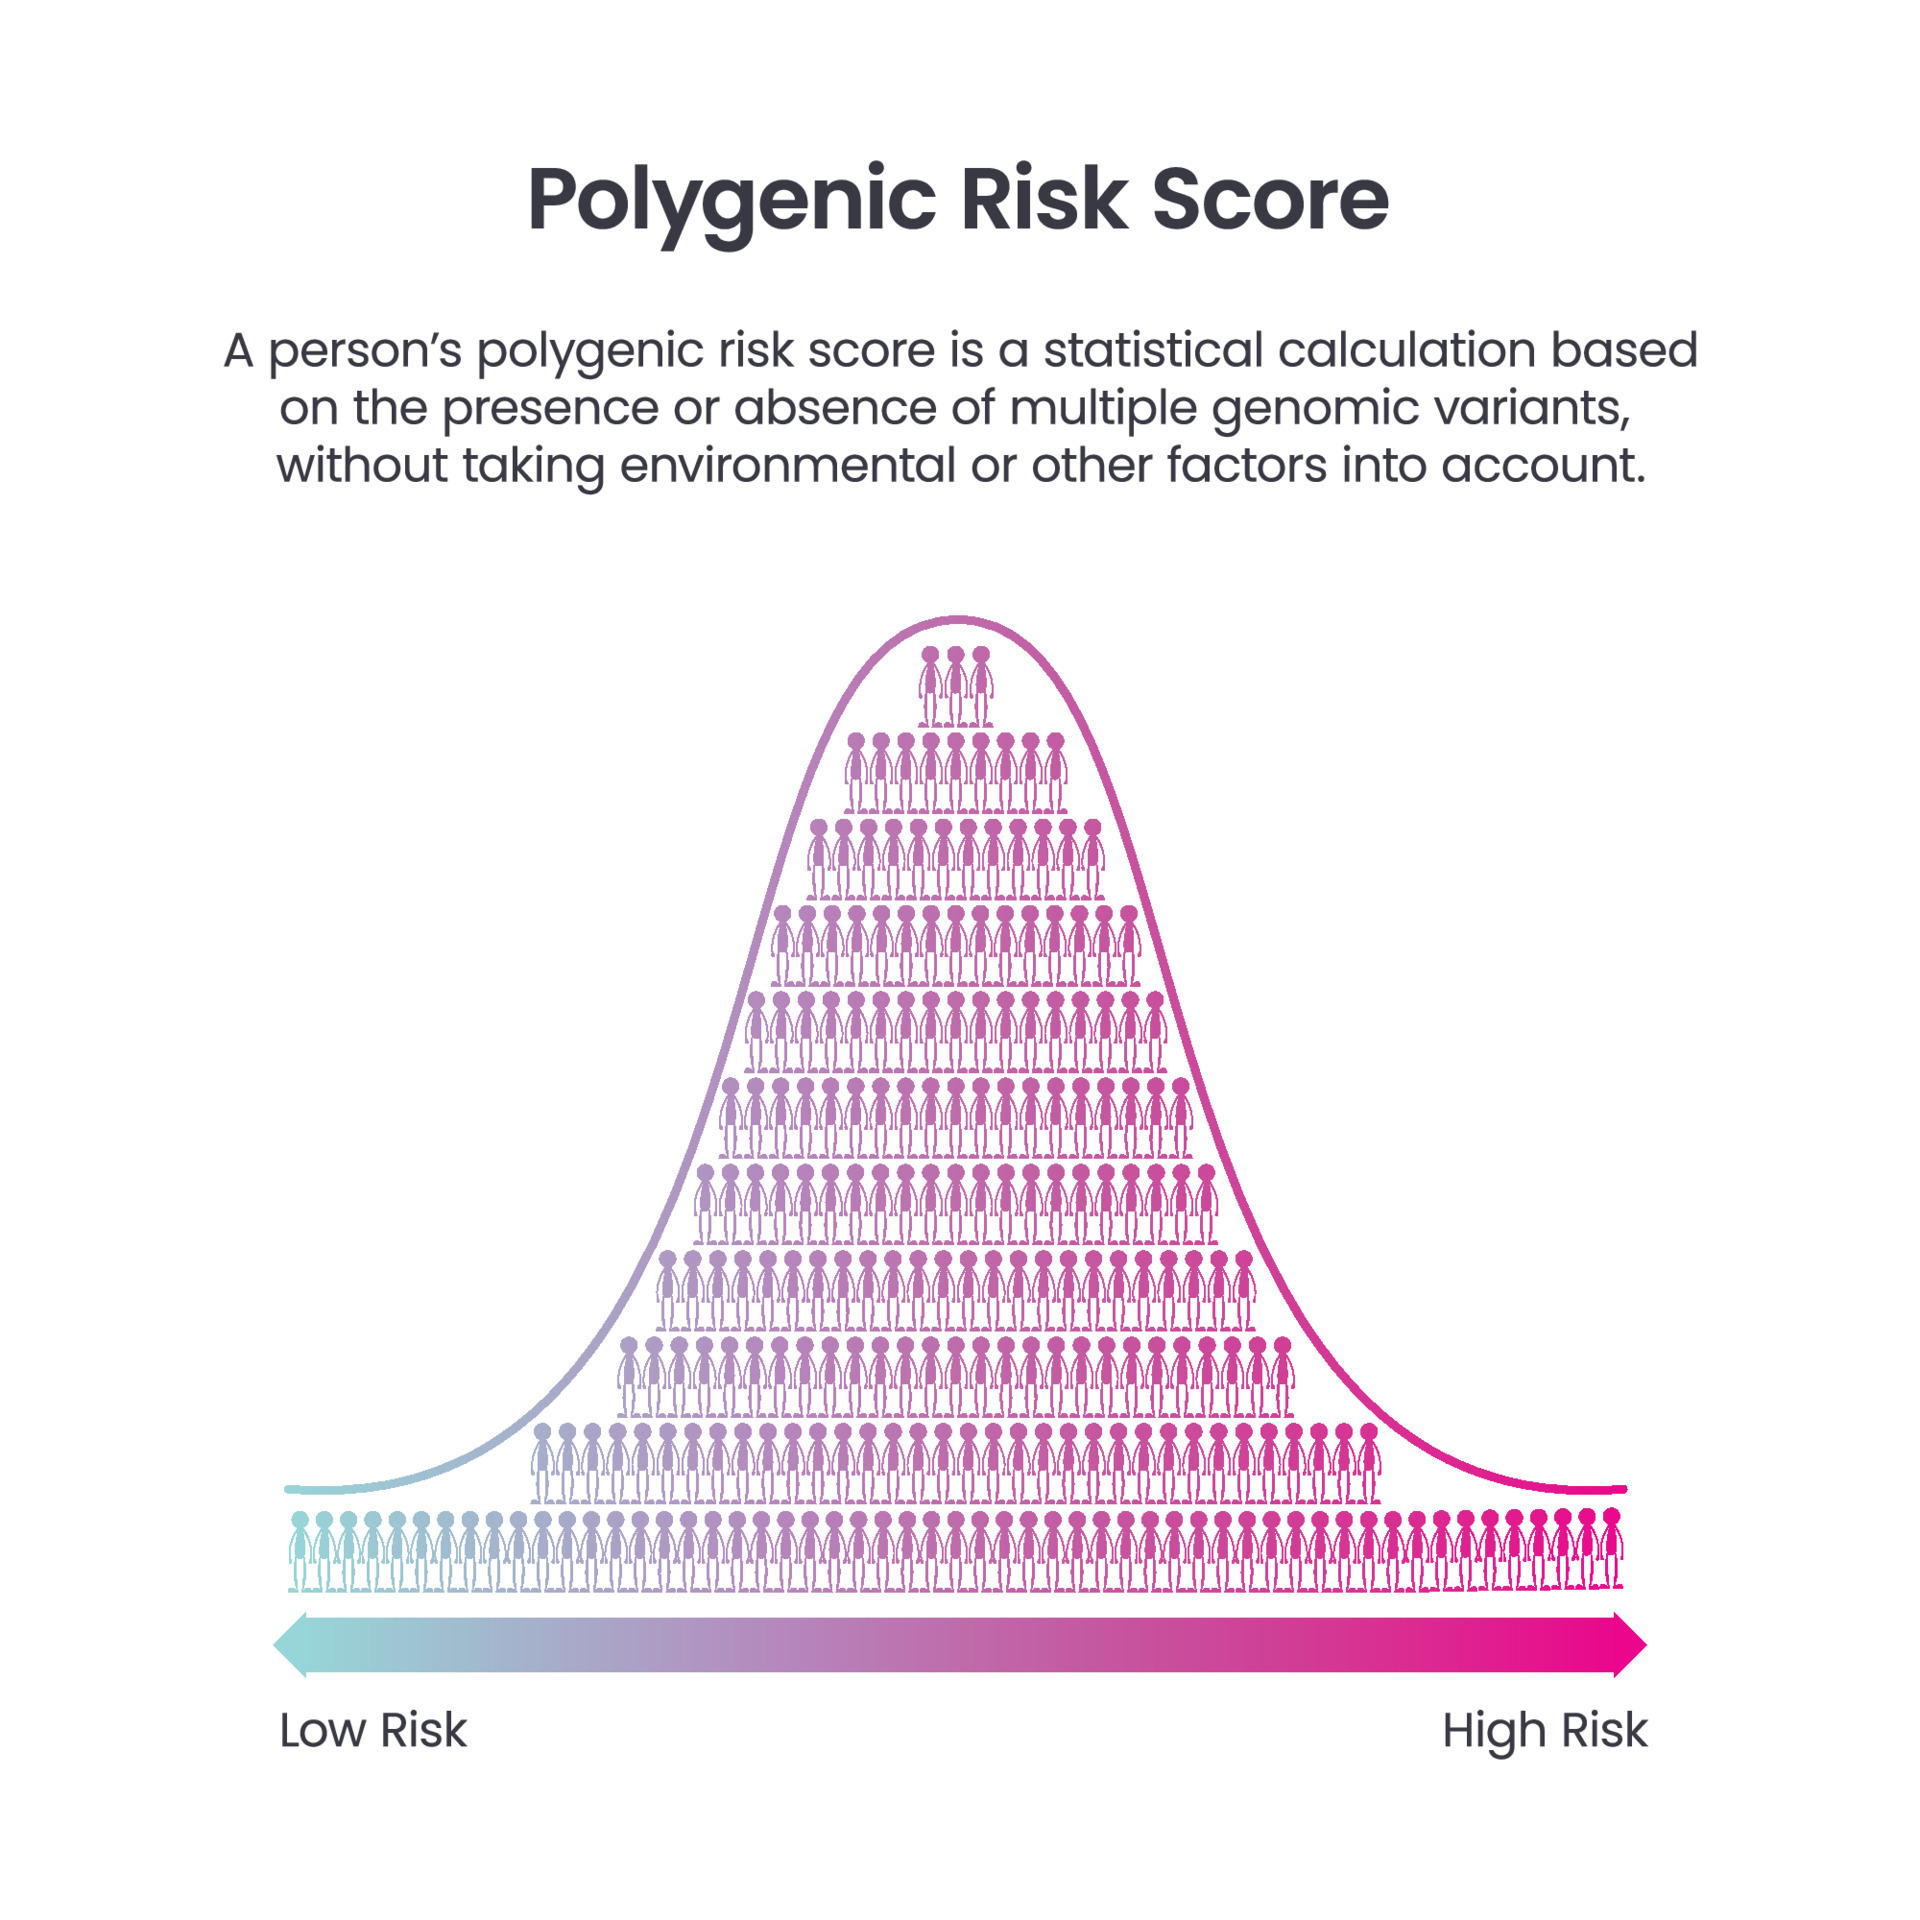 Polygenic Risk Score
A person’s polygenic risk score is a statistical calculation based
on the presence or absence of multiple genomic variants,
without taking environmental or other factors into account.
Low Risk
High Risk